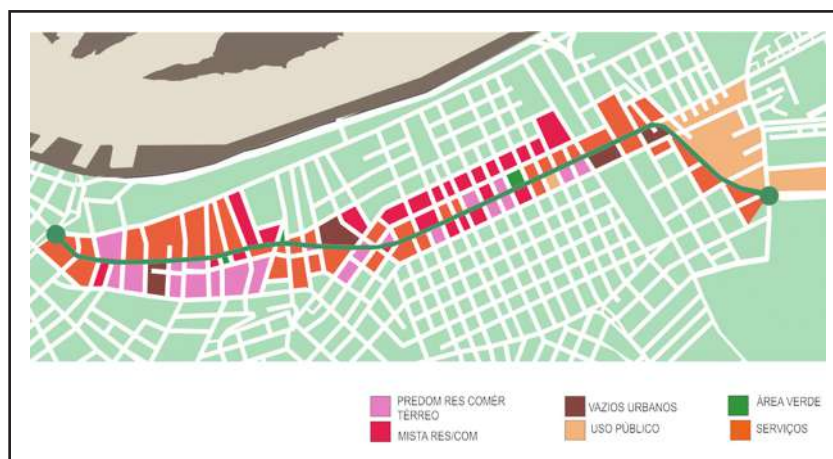 PREDOM RES COMÉR
TÉRREO
MISTA RES/COM
VAZIOS URBANOS
USO PÚBLICO
ÁREA VERDE
SERVIÇOS